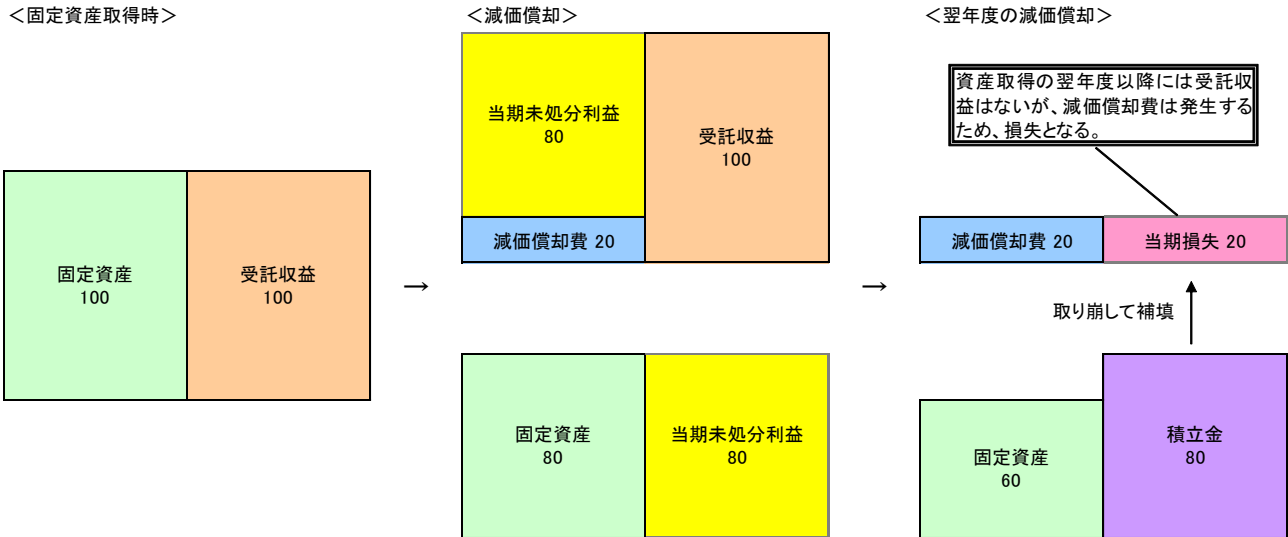 ＜固定資産取得時＞
固定資産
100
受託収益
100
→
＜減価償却＞
当期未処分利益
80
受託収益
100
減価償却費 20
固定資産
80
当期未処分利益
80
→
＜翌年度の減価償却＞
資産取得の翌年度以降には受託収
益はないが、減価償却費は発生する
ため、損失となる。
減価償却費 20
当期損失 20
取り崩して補填
固定資産
60
積立金
80